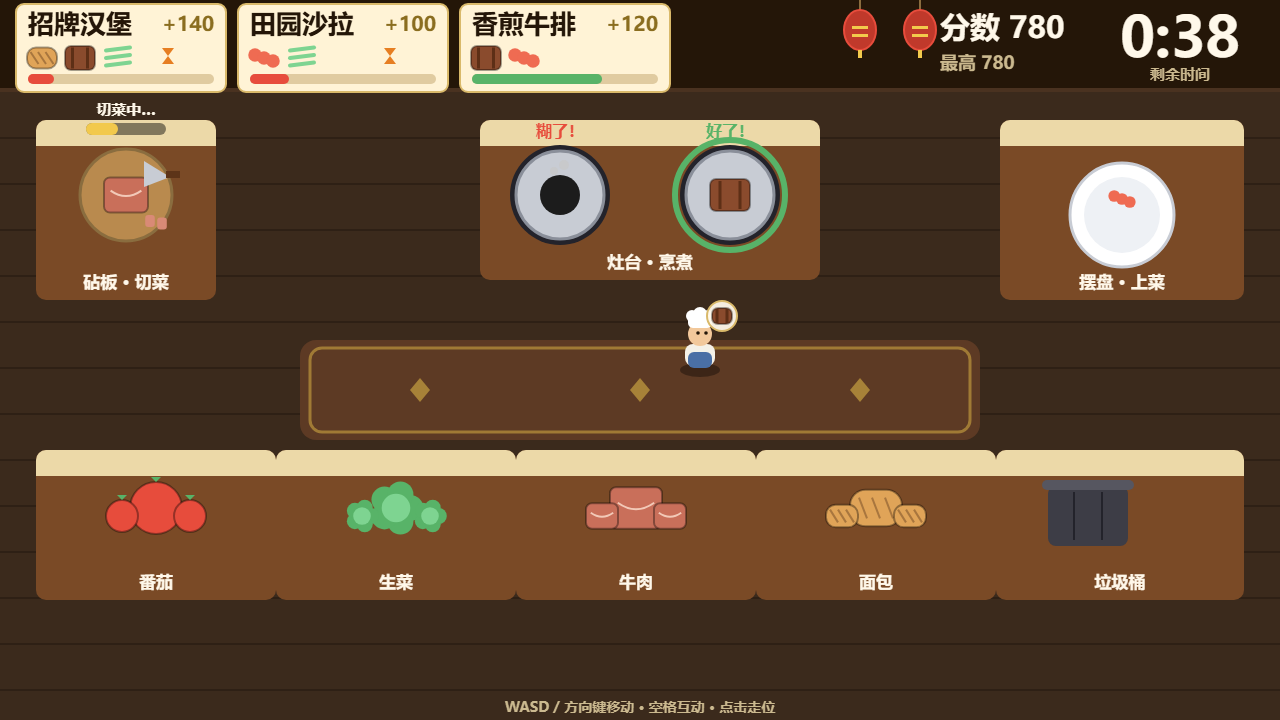 招牌汉堡 +140
田园沙拉 +100
香煎牛排 +120
分数 780
最高 780
0:38
剩余时间
切菜中...
糊了!
好了!
砧板 • 切菜
灶台 • 烹煮
摆盘 • 上菜
番茄
生菜
牛肉
面包
垃圾桶
WASD / 方向键移动 • 空格互动 • 点击走位